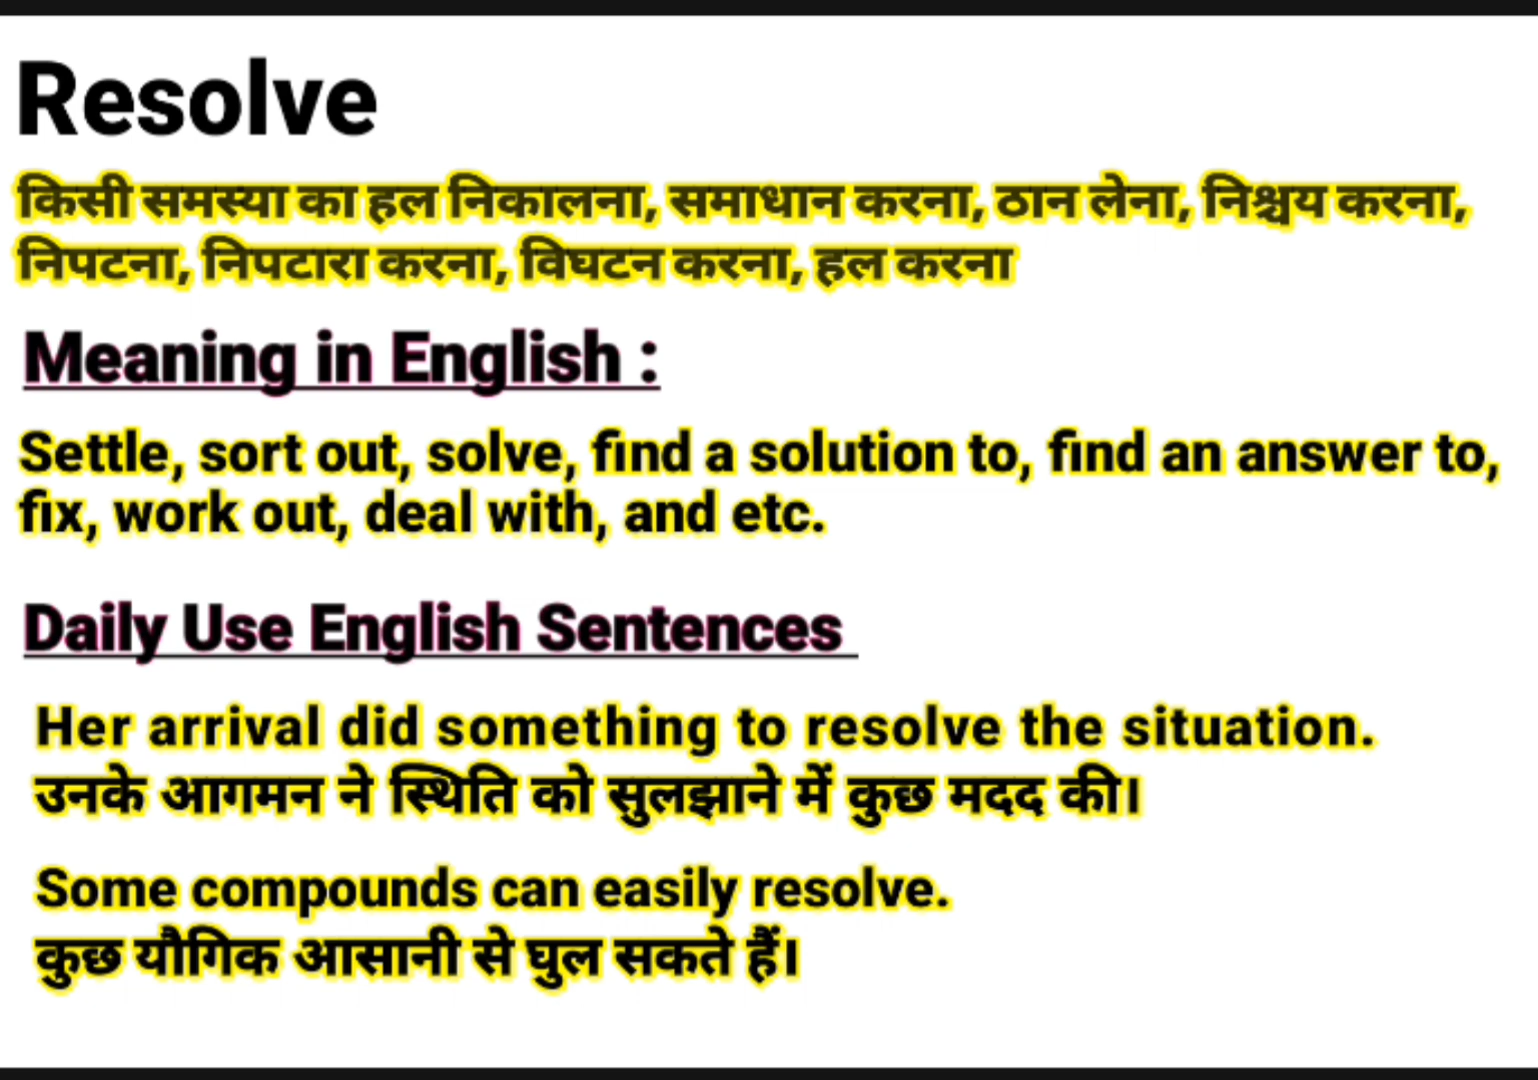 Resolve
किसी समस्या का हल निकालना, समाधान करना, ठान लेना, निश्चय करना,
निपटना, निपटारा करना, विघटन करना, हल करना
Meaning in English :
Settle, sort out, solve, find a solution to, find an answer to,
fix, work out, deal with, and etc.
Daily Use English Sentences
Her arrival did something to resolve the situation.
उनके आगमन ने स्थिति को सुलझाने में कुछ मदद की।
Some compounds can easily resolve.
कुछ यौगिक आसानी से घुल सकते हैं।